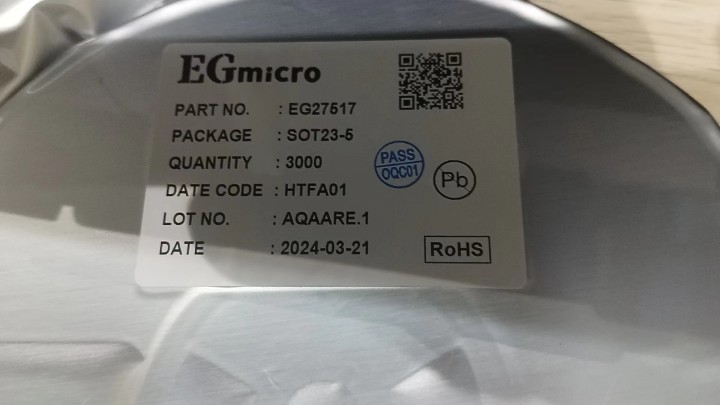 EGmicro
PART NO. : EG27517
PACKAGE : SOT23-5
QUANTITY : 3000
PASS
OQC01
Pb
DATE CODE : HTFA01
LOT NO. : AQAARE.1
DATE : 2024-03-21
RoHS